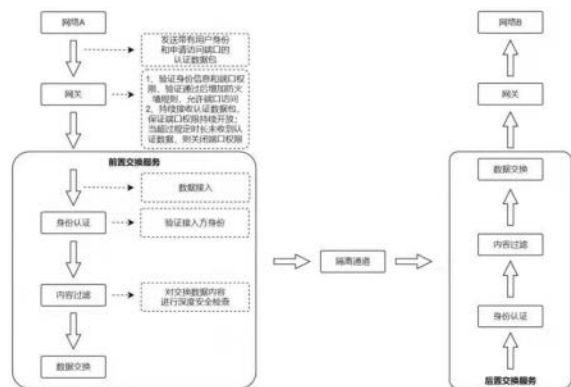 网络A
发送带有用户身份
和申请访问端口的
认证数据包
网关
1、验证身份信息和端口权
限、验证通过后增加防火
墙规则、允许端口访问
2、持续接收认证数据包、
保证端口权限持续开放;
当超过规定时长未收到认
证数据、则关闭端口权限
前置交换服务
数据接入
身份认证
验证接入方身份
内容过滤
对交换数据内容
进行深度安全检查
数据交换
隔离通道
网络B
网关
数据交换
内容过滤
身份认证
后置交换服务